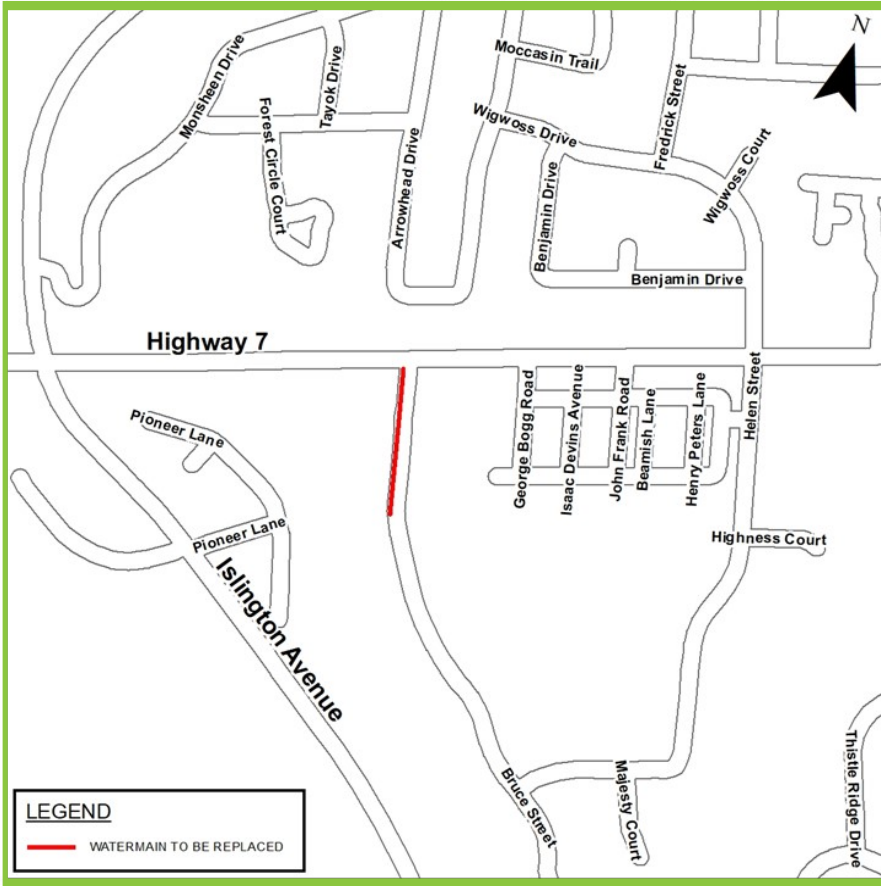 N
Moccasin Trail
Monsheen Drive
Tayok Drive
Forest Circle Court
Arrowhead Drive
Wigwoss Drive
Fredrick Street
Wigwoss Court
Benjamin Drive
Benjamin Drive
Highway 7
Pioneer Lane
Pioneer Lane
Islington Avenue
George Bogg Road
Isaac Devins Avenue
John Frank Road
Beamish Lane
Henry Peters Lane
Helen Street
Highness Court
Bruce Street
Majesty Court
Thistle Ridge Drive
LEGEND
WATERMAIN TO BE REPLACED